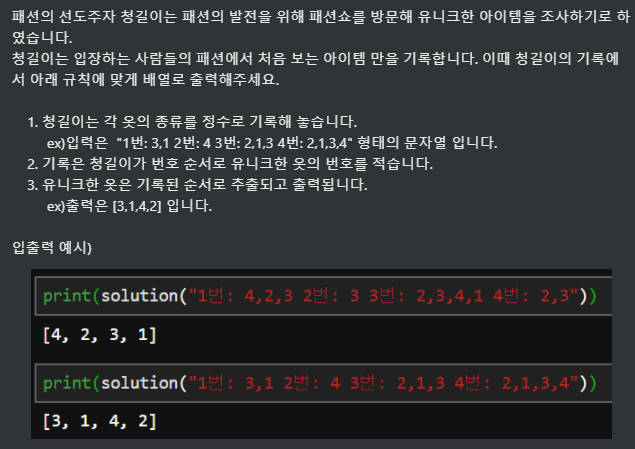 패션의 선도주자 청길이는 패션의 발전을 위해 패션쇼를 방문해 유니크한 아이템을 조사하기로 하
였습니다.
청길이는 입장하는 사람들의 패션에서 처음 보는 아이템 만을 기록합니다. 이때 청길이의 기록에
서 아래 규칙에 맞게 배열로 출력해주세요.
1. 청길이는 각 옷의 종류를 정수로 기록해 놓습니다.
ex)입력은 "1번: 3,1 2번: 4 3번: 2,1,3 4번: 2,1,3,4" 형태의 문자열 입니다.
2. 기록은 청길이가 번호 순서로 유니크한 옷의 번호를 적습니다.
3. 유니크한 옷은 기록된 순서로 추출되고 출력됩니다.
ex)출력은 [3,1,4,2] 입니다.
입출력 예시)
print(solution("1번: 4,2,3 2번: 3 3번: 2,3,4,1 4번: 2,3"))
[4, 2, 3, 1]
print(solution("1번: 3,1 2번: 4 3번: 2,1,3 4번: 2,1,3,4"))
[3, 1, 4, 2]